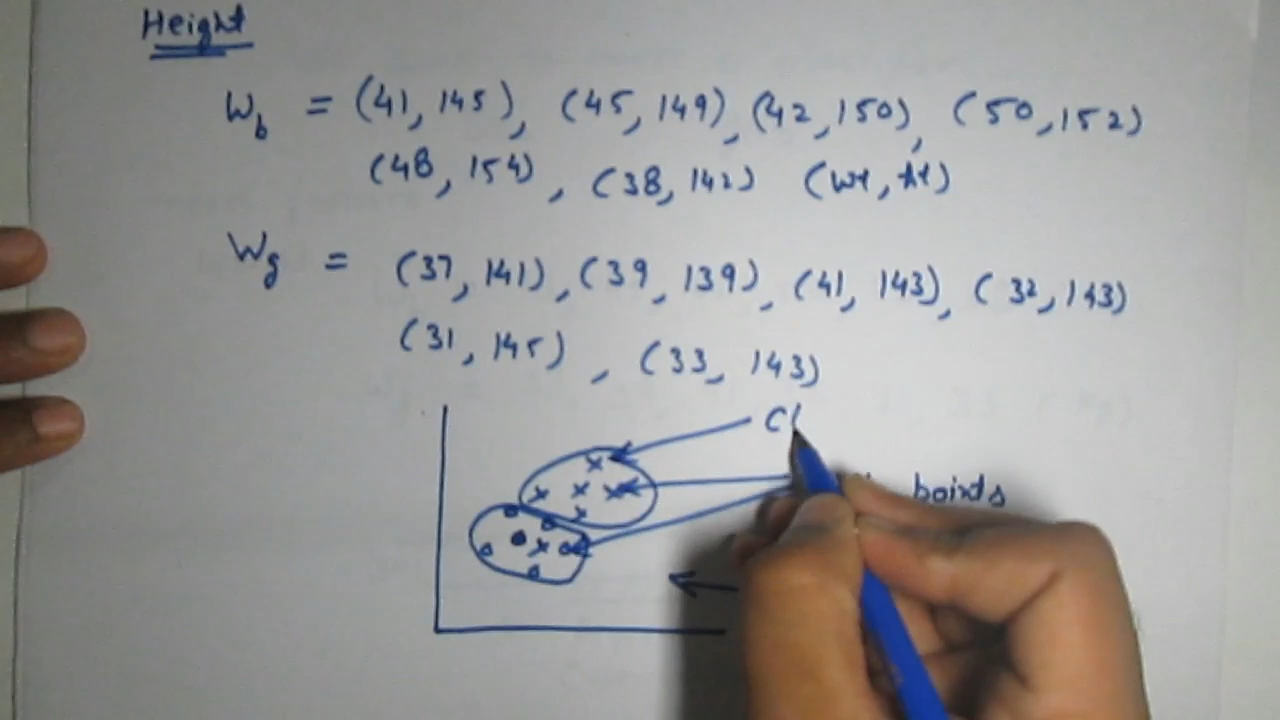 Height
Wb = (41, 145), (45, 149), (42, 150), (50, 152)
(48, 154), (38, 142) (wt, ht)
Wg = (37, 141), (39, 139), (41, 143), (32, 143)
(31, 145), (33, 143)
Cl
points